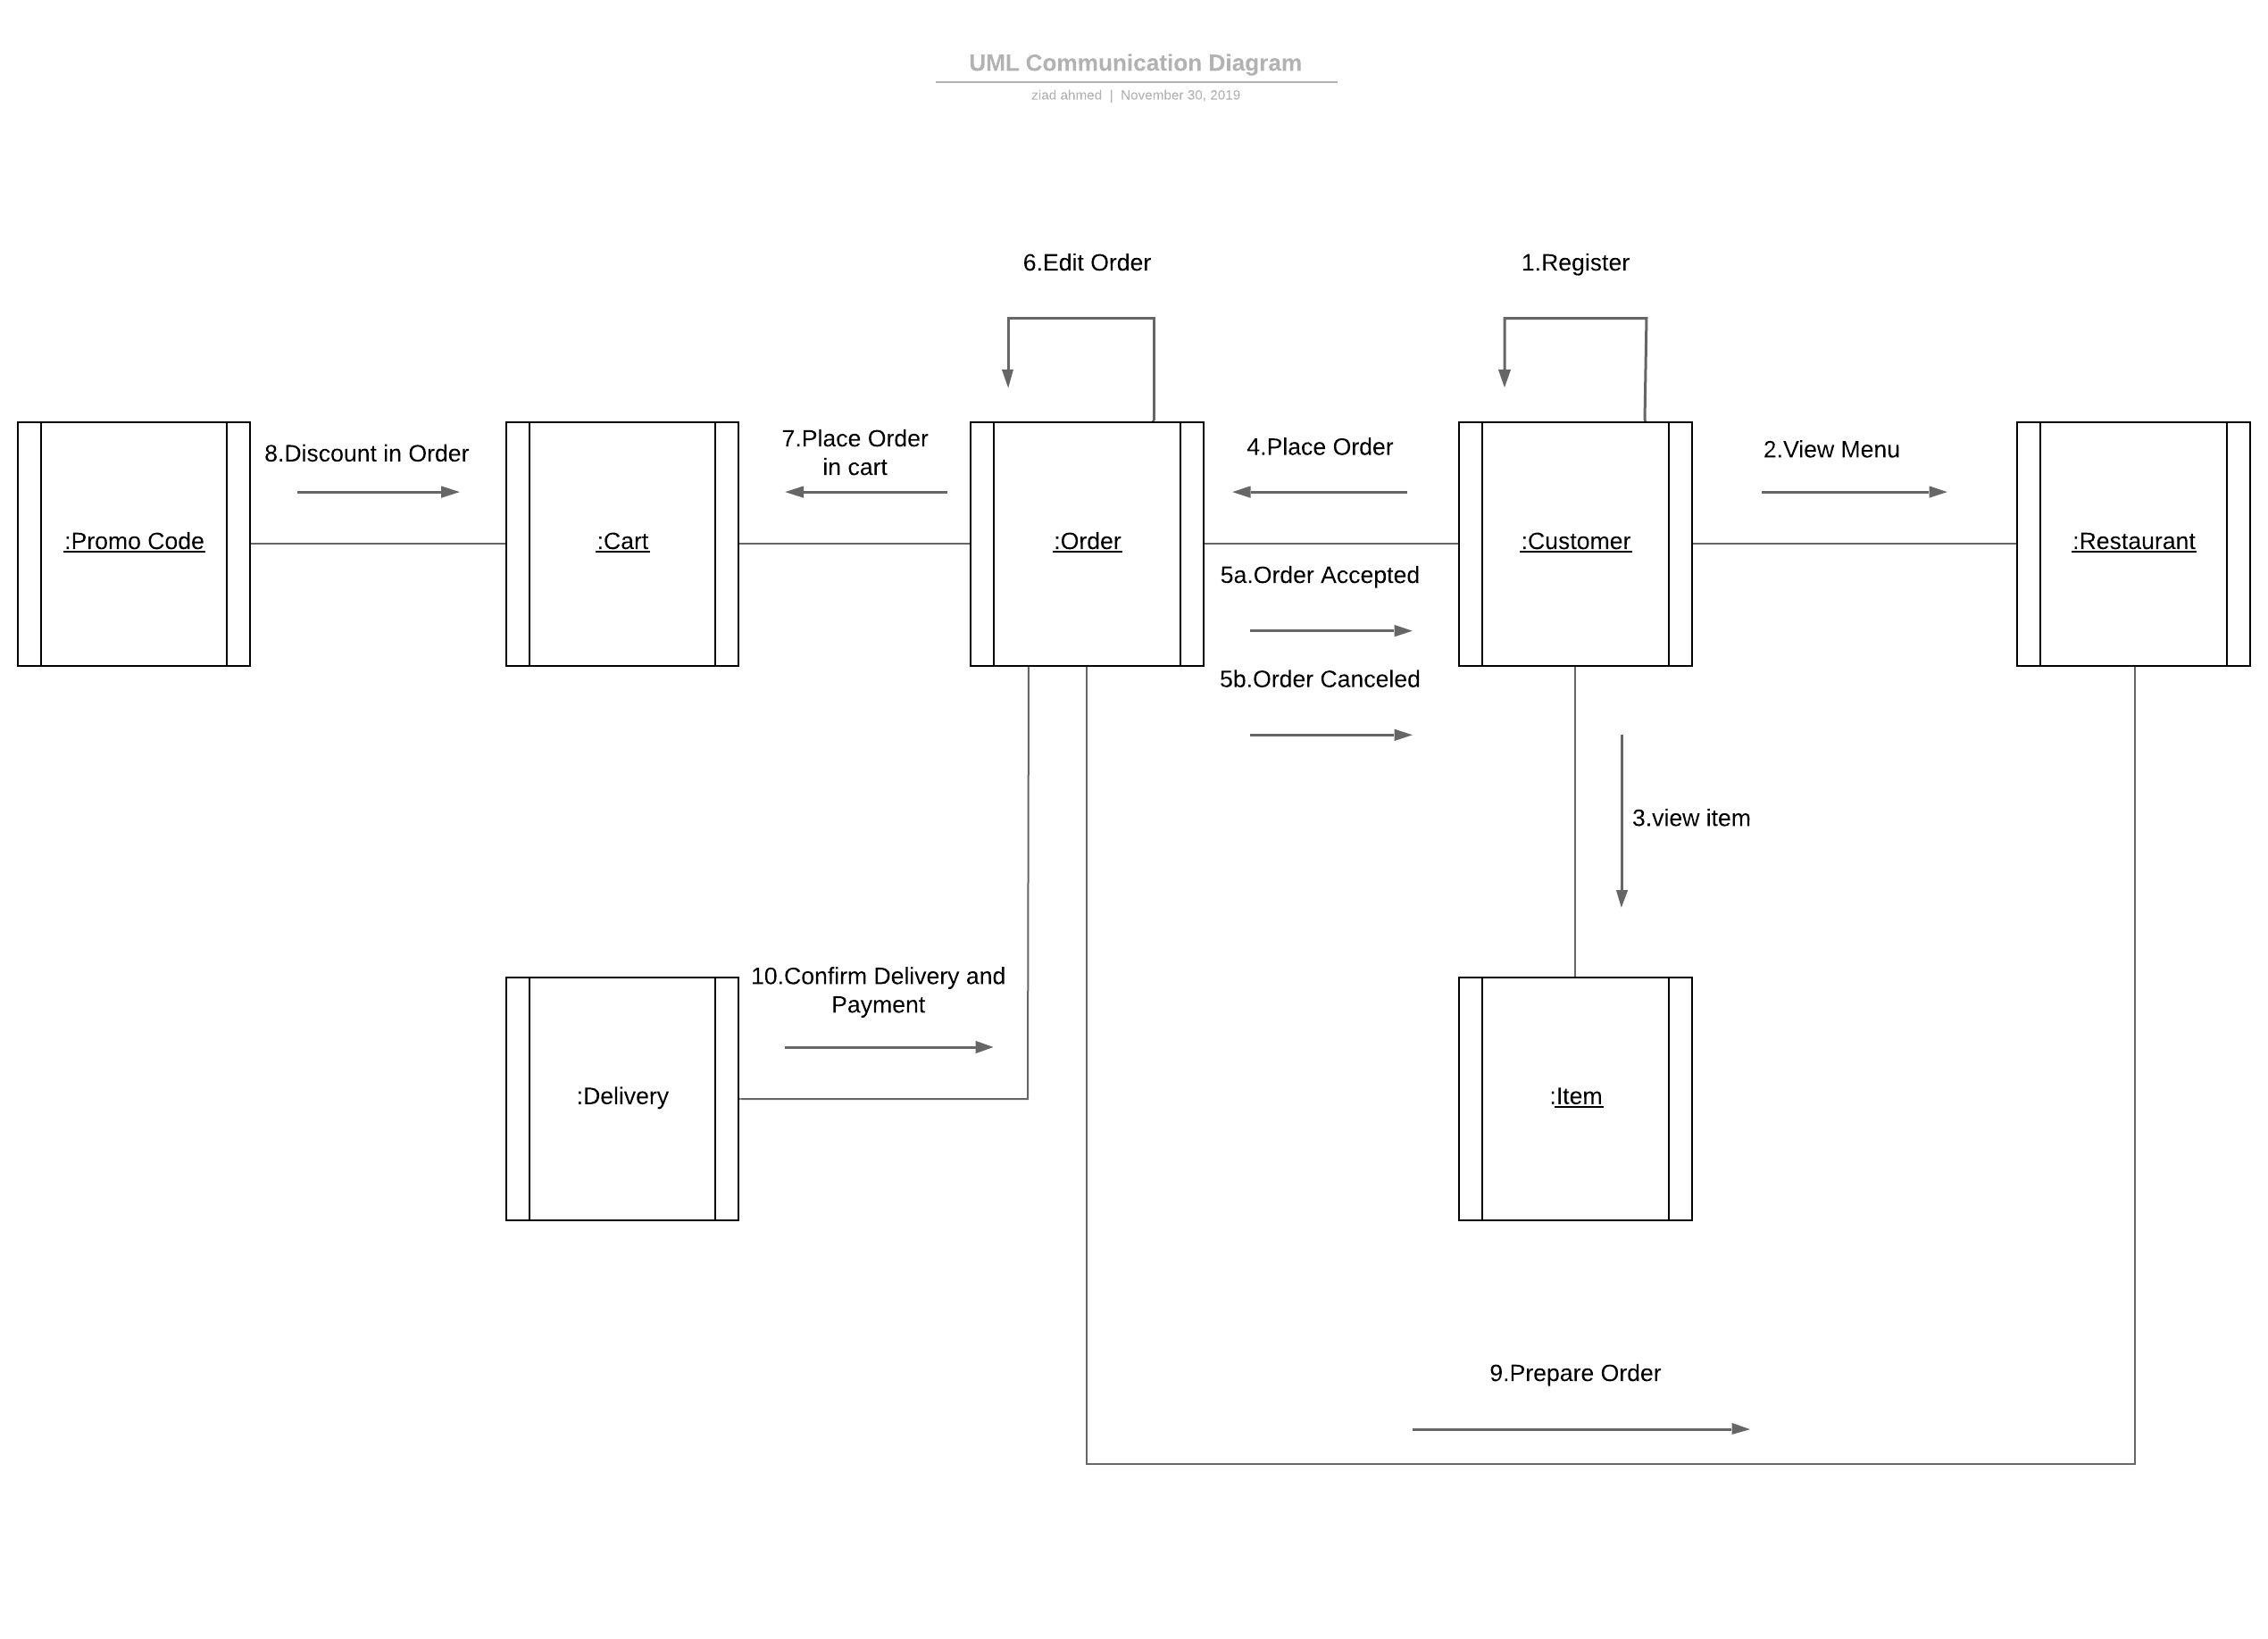 UML Communication Diagram
ziad ahmed | November 30, 2019
6.Edit Order
1.Register
8.Discount in Order
7.Place Order
in cart
4.Place Order
2.View Menu
:Promo Code
:Cart
:Order
:Customer
:Restaurant
5a.Order Accepted
5b.Order Canceled
3.view item
10.Confirm Delivery and
Payment
:Delivery
:Item
9.Prepare Order